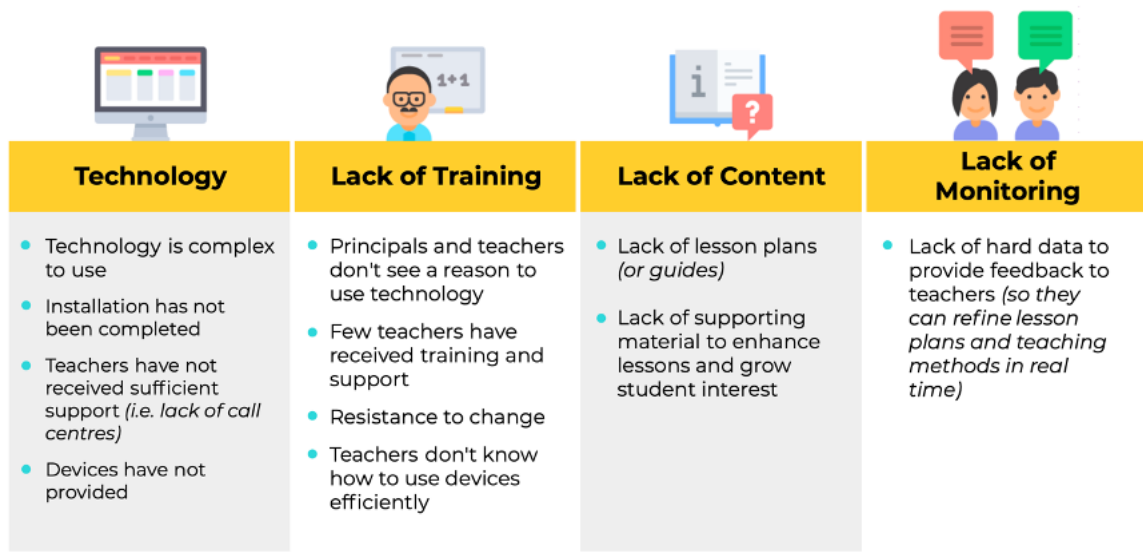 1+1
i
?
Technology
Lack of Training
Lack of Content
Lack of
Monitoring
Technology is complex
to use
Installation has not
been completed
Teachers have not
received sufficient
support (i.e. lack of call
centres)
Devices have not
provided
Principals and teachers
don't see a reason to
use technology
Few teachers have
received training and
support
Resistance to change
Teachers don't know
how to use devices
efficiently
Lack of lesson plans
(or guides)
Lack of supporting
material to enhance
lessons and grow
student interest
Lack of hard data to
provide feedback to
teachers (so they
can refine lesson
plans and teaching
methods in real
time)